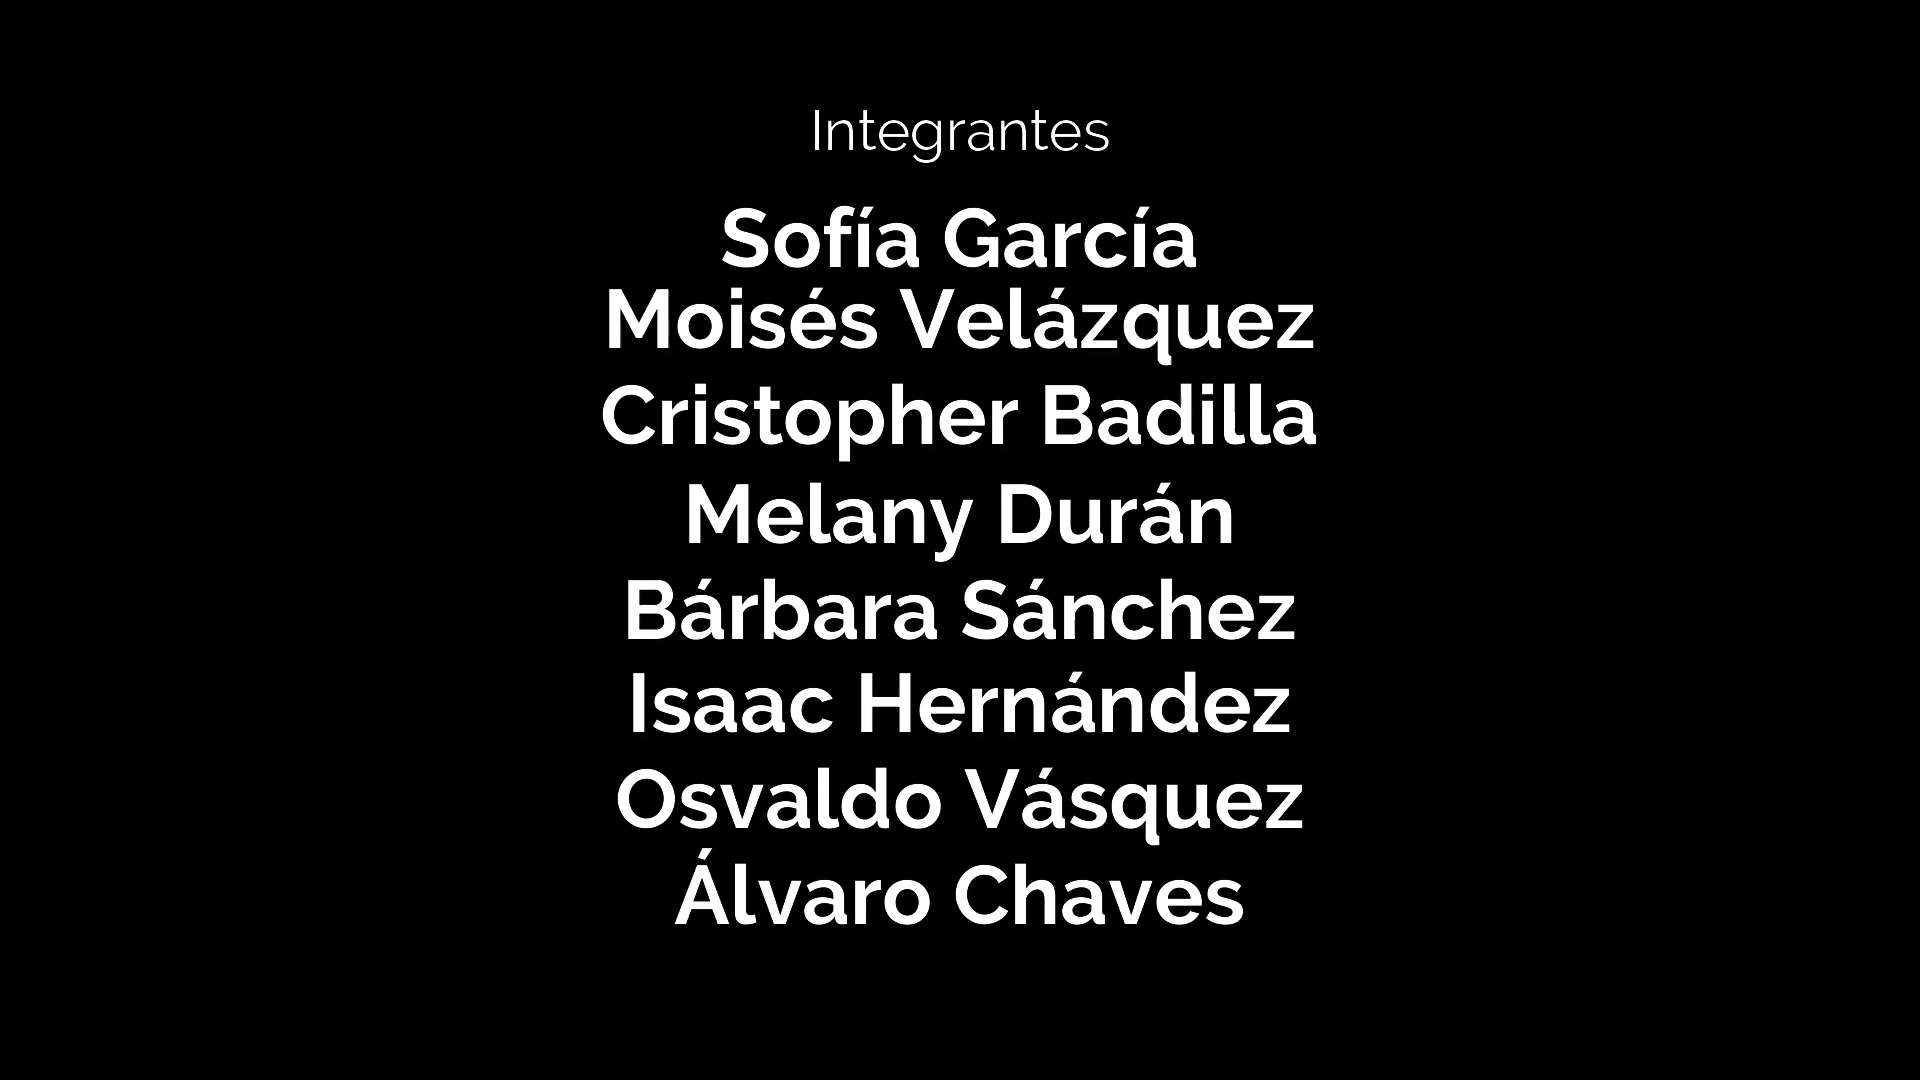 Integrantes
Sofía García
Moisés Velázquez
Cristopher Badilla
Melany Durán
Bárbara Sánchez
Isaac Hernández
Osvaldo Vásquez
Álvaro Chaves